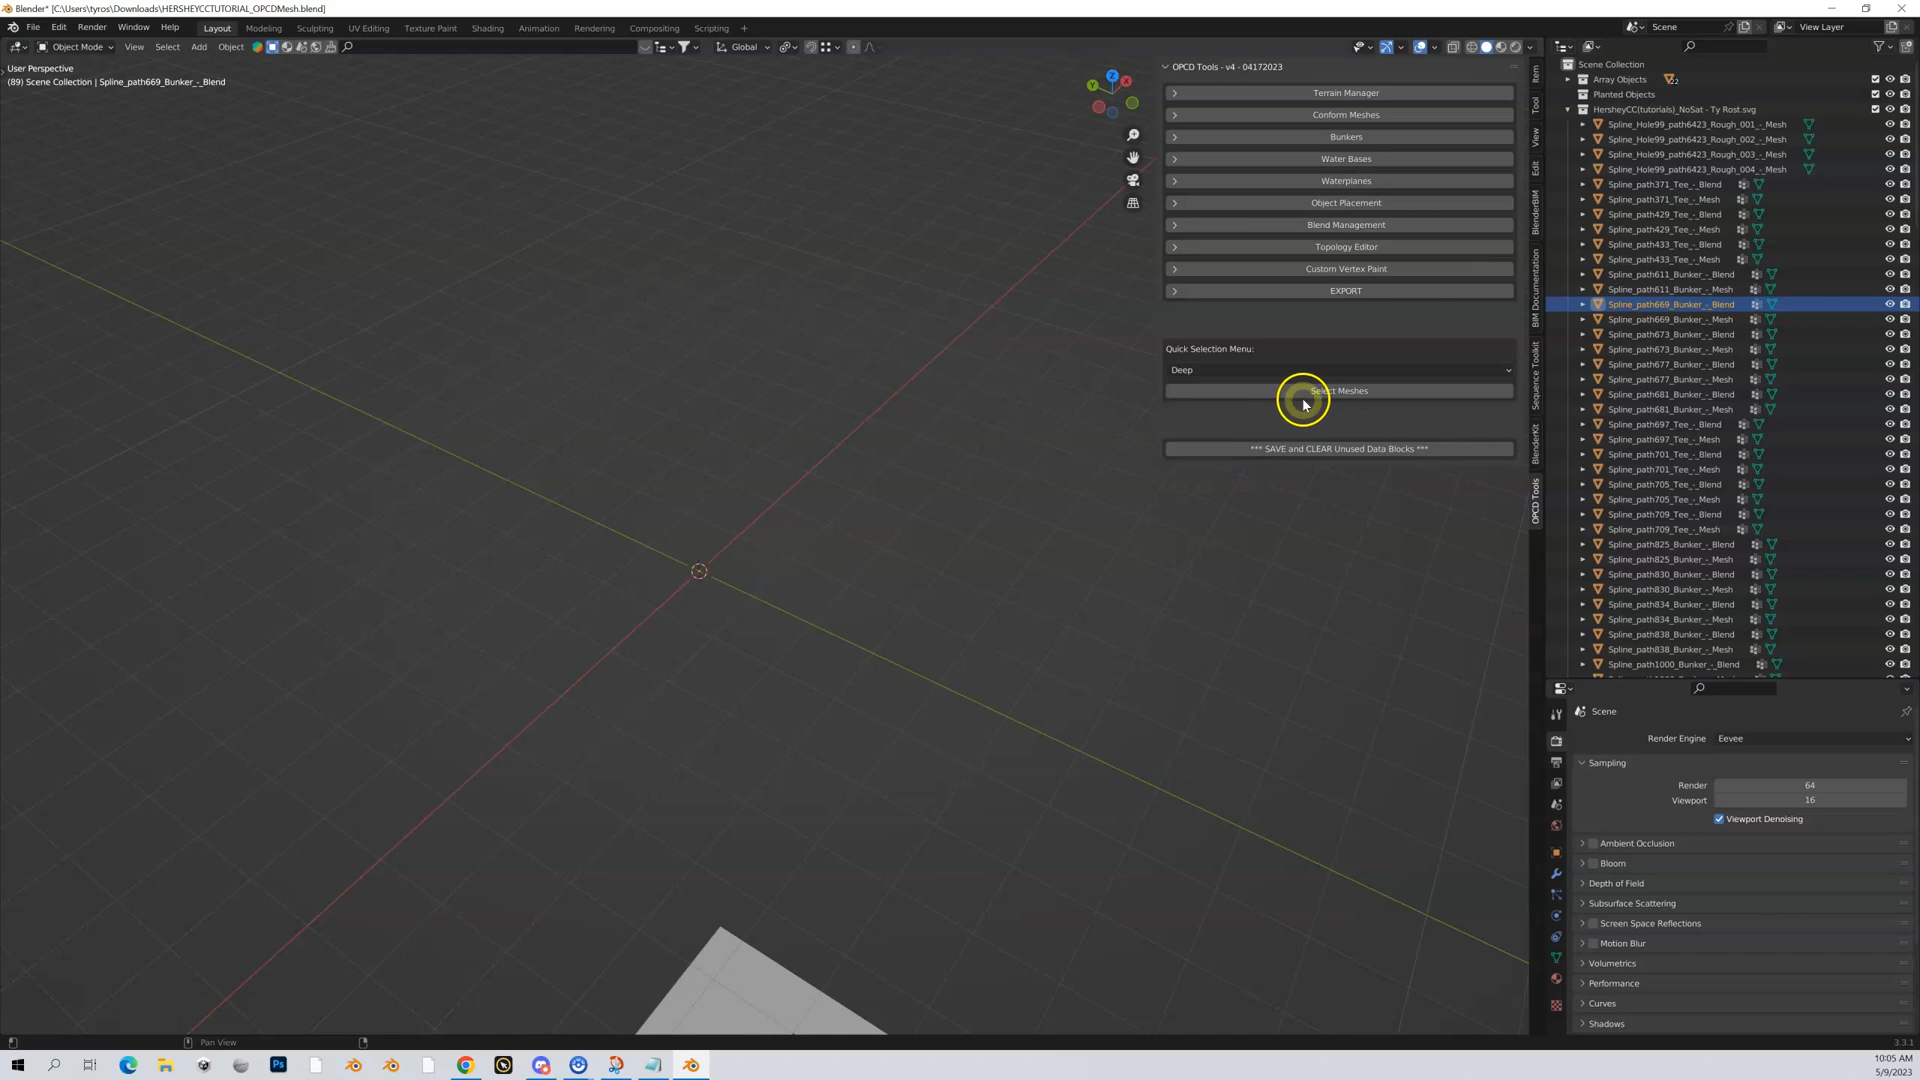 Blender* [C:\Users\tyros\Downloads\HERSHEYCCTUTORIAL_OPCDMesh.blend]
File Edit Render Window Help Layout Modeling Sculpting UV Editing Texture Paint Shading Animation Rendering Compositing Geometry Nodes Scripting + Scene View Layer
Object Mode View Select Add Object Global
User Perspective
(89) Scene Collection | Spline_path669_Bunker_-_Blend
Z
Y
X
OPCD Tools - v4 - 04172023
Terrain Manager
Conform Meshes
Bunkers
Water Bases
Waterplanes
Object Placement
Blend Management
Topology Editor
Custom Vertex Paint
EXPORT
Quick Selection Menu:
Deep
Select Meshes
*** SAVE and CLEAR Unused Data Blocks ***
Item
Tool
View
Edit
BlenderBIM
BIM Documentation
Sequence Toolkit
BlenderKit
OPCD Tools
Scene Collection
Array Objects 22
Planted Objects
HersheyCC(tutorials)_NoSat - Ty Rost.svg
Spline_Hole99_path6423_Rough_001_-_Mesh
Spline_Hole99_path6423_Rough_002_-_Mesh
Spline_Hole99_path6423_Rough_003_-_Mesh
Spline_Hole99_path6423_Rough_004_-_Mesh
Spline_path371_Tee_-_Blend
Spline_path371_Tee_-_Mesh
Spline_path429_Tee_-_Blend
Spline_path429_Tee_-_Mesh
Spline_path433_Tee_-_Blend
Spline_path433_Tee_-_Mesh
Spline_path611_Bunker_-_Blend
Spline_path611_Bunker_-_Mesh
Spline_path669_Bunker_-_Blend
Spline_path669_Bunker_-_Mesh
Spline_path673_Bunker_-_Blend
Spline_path673_Bunker_-_Mesh
Spline_path677_Bunker_-_Blend
Spline_path677_Bunker_-_Mesh
Spline_path681_Bunker_-_Blend
Spline_path681_Bunker_-_Mesh
Spline_path697_Tee_-_Blend
Spline_path697_Tee_-_Mesh
Spline_path701_Tee_-_Blend
Spline_path701_Tee_-_Mesh
Spline_path705_Tee_-_Blend
Spline_path705_Tee_-_Mesh
Spline_path709_Tee_-_Blend
Spline_path709_Tee_-_Mesh
Spline_path825_Bunker_-_Blend
Spline_path825_Bunker_-_Mesh
Spline_path830_Bunker_-_Blend
Spline_path830_Bunker_-_Mesh
Spline_path834_Bunker_-_Blend
Spline_path834_Bunker_-_Mesh
Spline_path838_Bunker_-_Blend
Spline_path838_Bunker_-_Mesh
Spline_path1000_Bunker_-_Blend
Scene
Render Engine Eevee
Sampling
Render 64
Viewport 16
Viewport Denoising
Ambient Occlusion
Bloom
Depth of Field
Subsurface Scattering
Screen Space Reflections
Motion Blur
Volumetrics
Performance
Curves
Shadows
Pan View
3.3.1
Ps
10:05 AM
5/9/2023